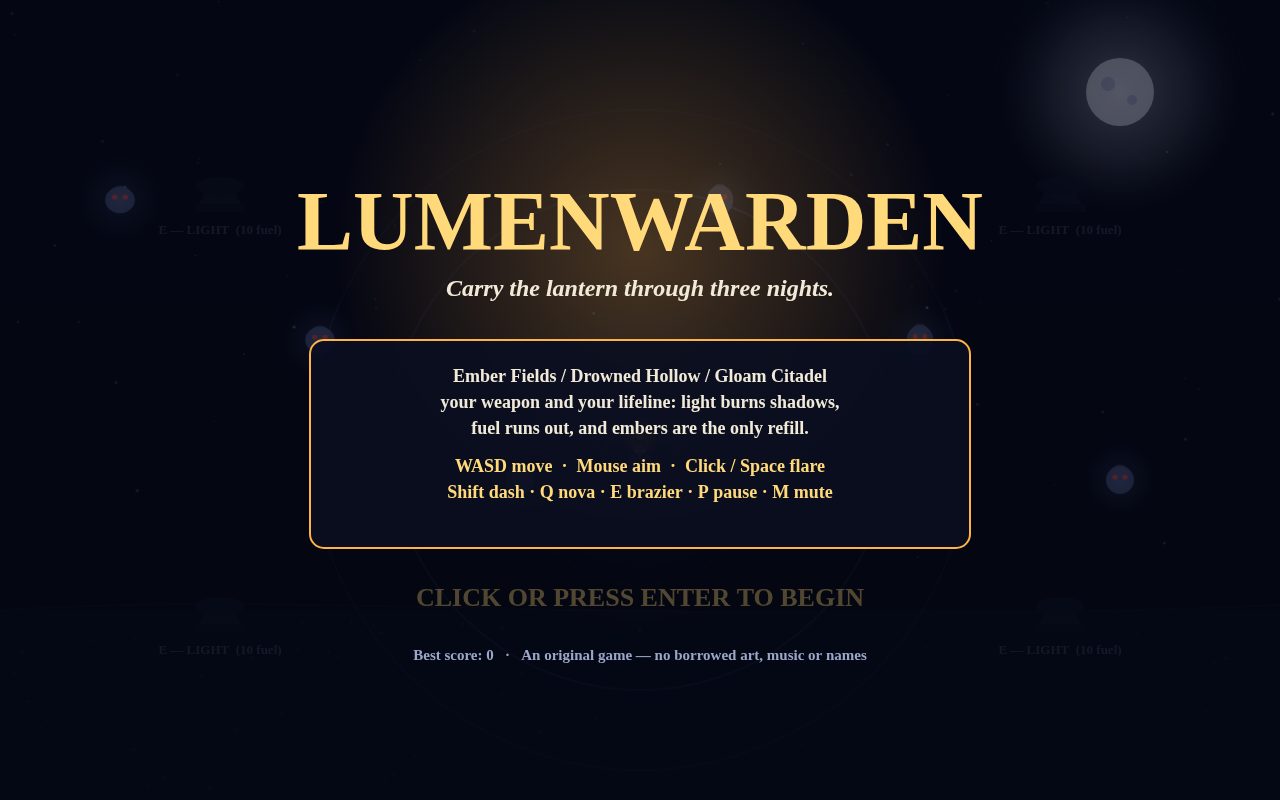 E — LIGHT (10 fuel)
E — LIGHT (10 fuel)
LUMENWARDEN
Carry the lantern through three nights.
Ember Fields / Drowned Hollow / Gloam Citadel
your weapon and your lifeline: light burns shadows,
fuel runs out, and embers are the only refill.
WASD move · Mouse aim · Click / Space flare
Shift dash · Q nova · E brazier · P pause · M mute
CLICK OR PRESS ENTER TO BEGIN
E — LIGHT (10 fuel)
E — LIGHT (10 fuel)
Best score: 0 · An original game — no borrowed art, music or names